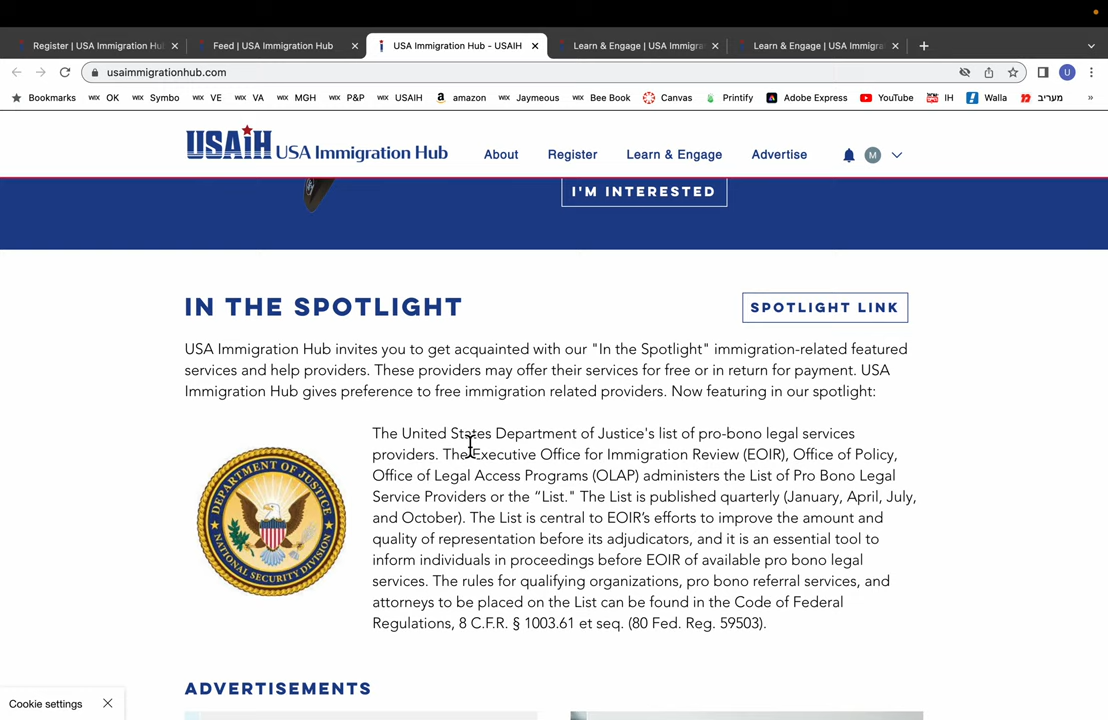 Register | USA Immigration Hu
Feed | USA Immigration Hub
USA Immigration Hub - USAIH
Learn & Engage | USA Immigra
Learn & Engage | USA Immigra
usaimmigrationhub.com
U
Bookmarks
WIX OK
WIX Symbo
WIX VE
WIX VA
WIX MGH
WIX P&P
WIX USAIH
a amazon
WIX Jaymeous
WIX Bee Book
Canvas
Printify
Adobe Express
YouTube
IH
Walla
מעריב
»
USAIH USA Immigration Hub
About
Register
Learn & Engage
Advertise
M
I'M INTERESTED
IN THE SPOTLIGHT
SPOTLIGHT LINK
USA Immigration Hub invites you to get acquainted with our "In the Spotlight" immigration-related featured
services and help providers. These providers may offer their services for free or in return for payment. USA
Immigration Hub gives preference to free immigration related providers. Now featuring in our spotlight:
The United States Department of Justice's list of pro-bono legal services
providers. The Executive Office for Immigration Review (EOIR), Office of Policy,
Office of Legal Access Programs (OLAP) administers the List of Pro Bono Legal
Service Providers or the “List." The List is published quarterly (January, April, July,
and October). The List is central to EOIR’s efforts to improve the amount and
quality of representation before its adjudicators, and it is an essential tool to
inform individuals in proceedings before EOIR of available pro bono legal
services. The rules for qualifying organizations, pro bono referral services, and
attorneys to be placed on the List can be found in the Code of Federal
Regulations, 8 C.F.R. § 1003.61 et seq. (80 Fed. Reg. 59503).
DEPARTMENT OF JUSTICE
NATIONAL SECURITY DIVISION
ADVERTISEMENTS
Cookie settings